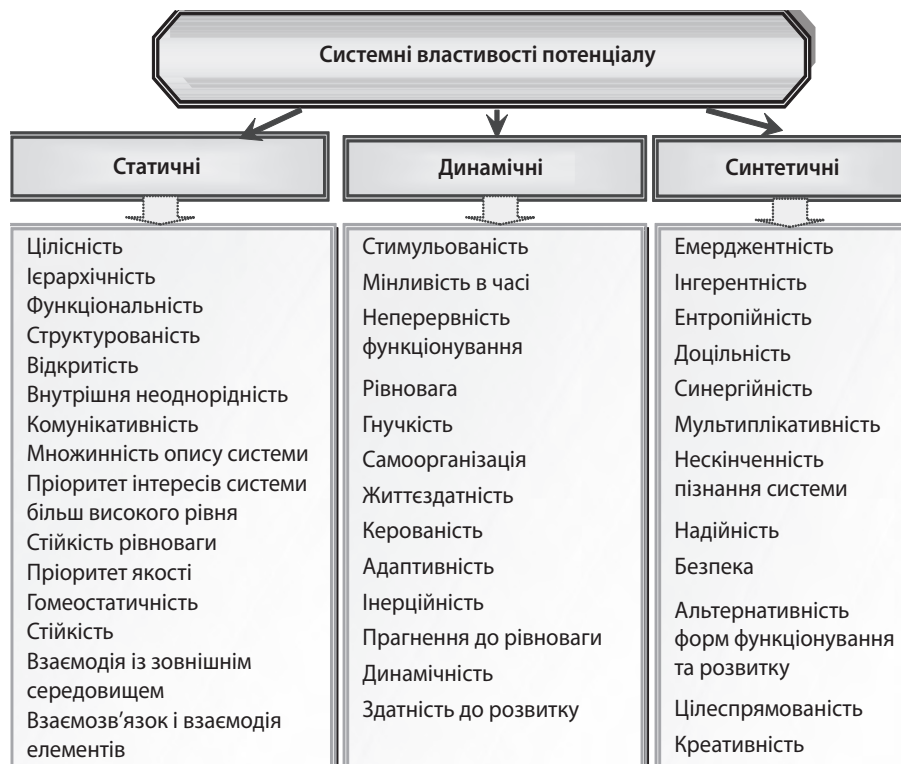 Системні властивості потенціалу
Статичні
Динамічні
Синтетичні
Цілісність
Ієрархічність
Функціональність
Структурованість
Відкритість
Внутрішня неоднорідність
Комунікативність
Множинність опису системи
Пріоритет інтересів системи
більш високого рівня
Стійкість рівноваги
Пріоритет якості
Гомеостатичність
Стійкість
Взаємодія із зовнішнім
середовищем
Взаємозв'язок і взаємодія
елементів
Стимульованість
Мінливість в часі
Неперервність
функціонування
Рівновага
Гнучкість
Самоорганізація
Життєздатність
Керованість
Адаптивність
Інерційність
Прагнення до рівноваги
Динамічність
Здатність до розвитку
Емерджентність
Інгерентність
Ентропійність
Доцільність
Синергійність
Мультиплікативність
Нескінченність
пізнання системи
Надійність
Безпека
Альтернативність
форм функціонування
та розвитку
Цілеспрямованість
Креативність